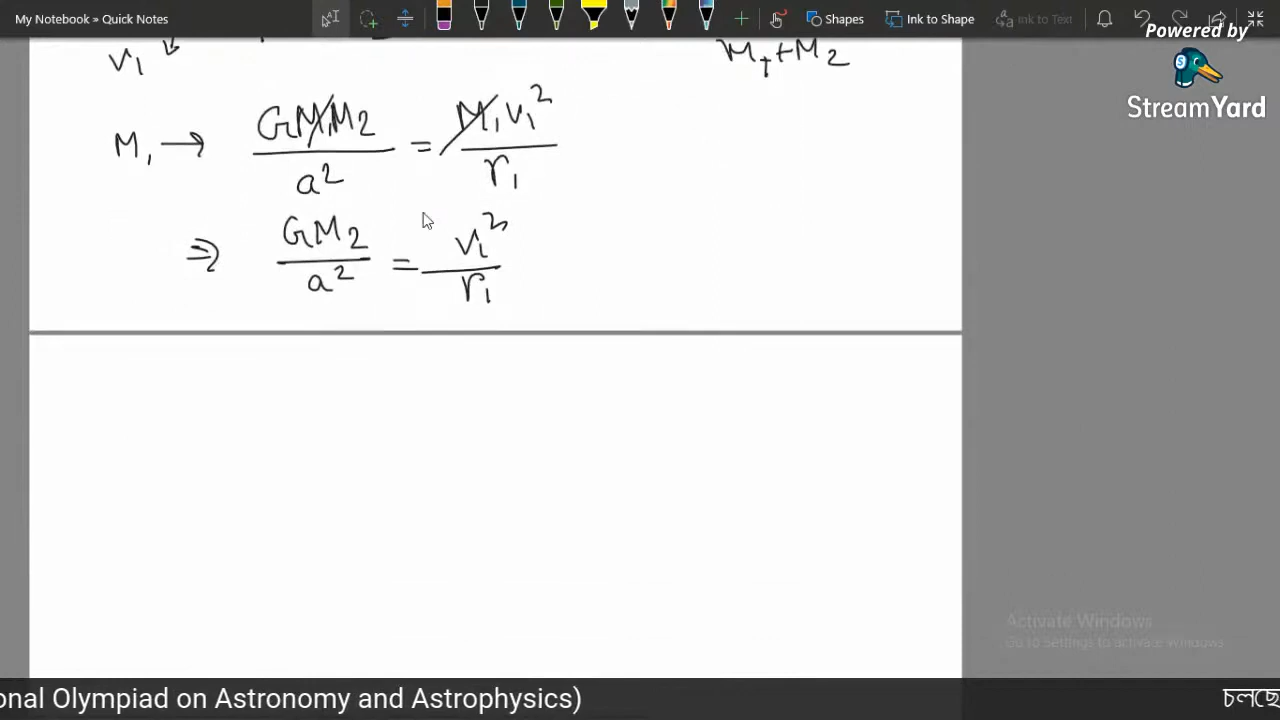 My Notebook » Quick Notes
Shapes
Ink to Shape
Ink to Text
Powered by
StreamYard
v₁
M₁+M₂
M₁ → GM₁M₂/a² = M₁v₁²/r₁
⇒ GM₂/a² = v₁²/r₁
Activate Windows
Go to Settings to activate Windows.
onal Olympiad on Astronomy and Astrophysics)
চলছে